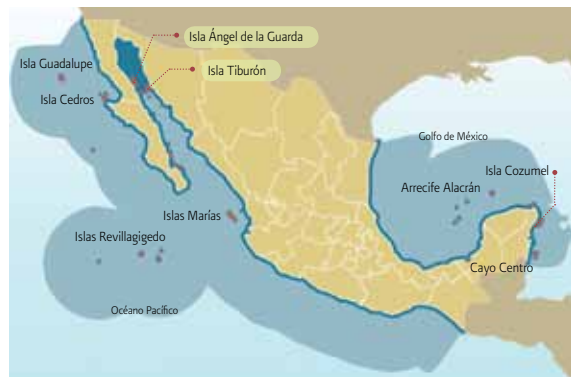 Isla Ángel de la Guarda
Isla Guadalupe
Isla Tiburón
Isla Cedros
Golfo de México
Isla Cozumel
Arrecife Alacrán
Islas Marías
Islas Revillagigedo
Cayo Centro
Océano Pacífico